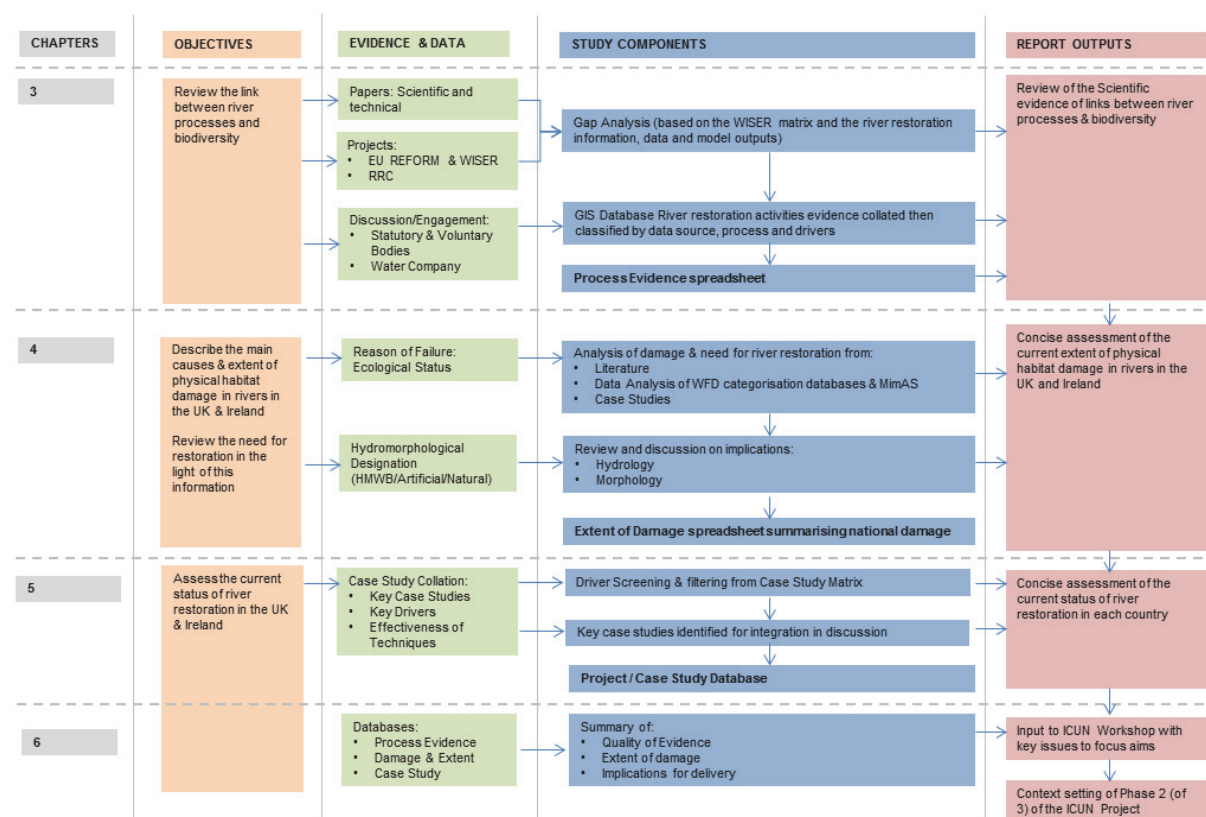 CHAPTERS
OBJECTIVES
EVIDENCE & DATA
STUDY COMPONENTS
REPORT OUTPUTS
3
Review the link
between river
processes and
biodiversity
Papers: Scientific and
technical
Projects:
• EU REFORM & WISER
• RRC
Discussion/Engagement:
• Statutory & Voluntary
Bodies
• Water Company
Gap Analysis (based on the WISER matrix and the river restoration
information, data and model outputs)
GIS Database River restoration activities evidence collated then
classified by data source, process and drivers
Process Evidence spreadsheet
Review of the Scientific
evidence of links between river
processes & biodiversity
4
Describe the main
causes & extent of
physical habitat
damage in rivers in
the UK & Ireland
Review the need for
restoration in the
light of this
information
Reason of Failure:
Ecological Status
Hydromorphological
Designation
(HMWB/Artificial/Natural)
Analysis of damage & need for river restoration from:
• Literature
• Data Analysis of WFD categorisation databases & MimAS
• Case Studies
Review and discussion on implications:
• Hydrology
• Morphology
Extent of Damage spreadsheet summarising national damage
Concise assessment of the
current extent of physical
habitat damage in rivers in the
UK and Ireland
5
Assess the current
status of river
restoration in the UK
& Ireland
Case Study Collation:
• Key Case Studies
• Key Drivers
• Effectiveness of
Techniques
Driver Screening & filtering from Case Study Matrix
Key case studies identified for integration in discussion
Project / Case Study Database
Concise assessment of the
current status of river
restoration in each country
6
Databases:
• Process Evidence
• Damage & Extent
• Case Study
Summary of:
• Quality of Evidence
• Extent of damage
• Implications for delivery
Input to ICUN Workshop with
key issues to focus aims
Context setting of Phase 2 (of
3) of the ICUN Project